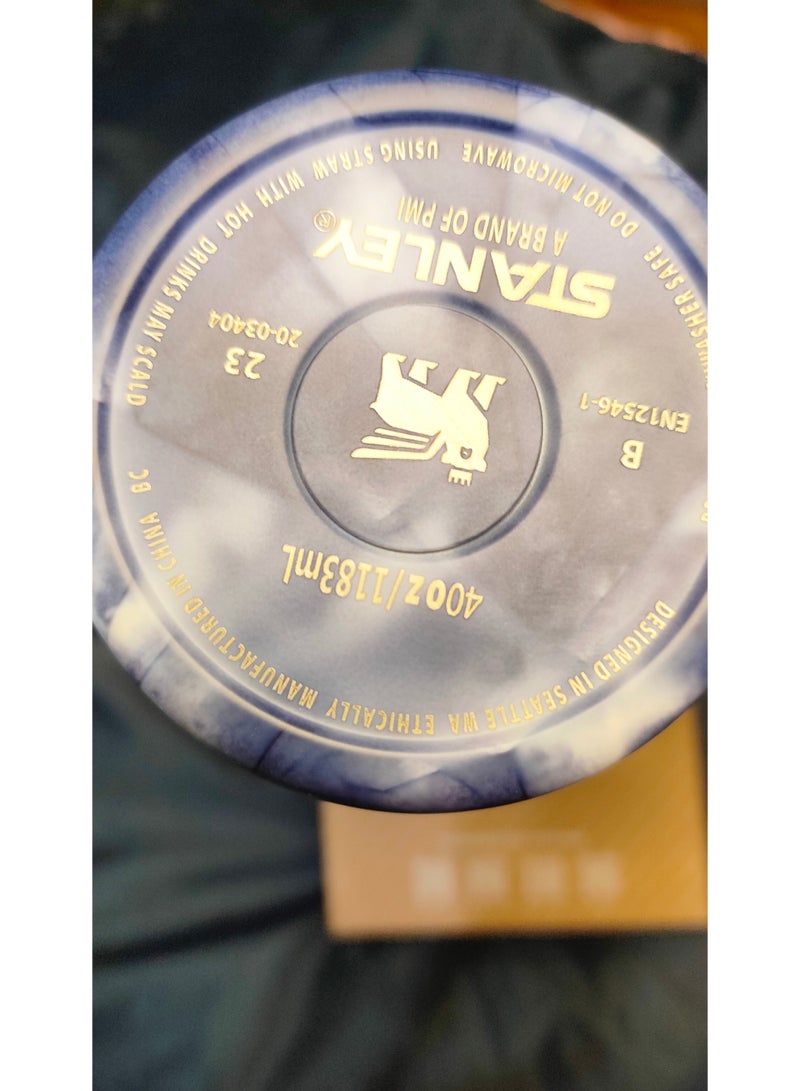 DESIGNED IN SEATTLE WA ETHICALLY MANUFACTURED IN CHINA
40oz/1183mL
B
EN12546-1
23
20-03404
STANLEY®
A BRAND OF PMI
USING STRAW WITH HOT DRINKS MAY SCALD
DO NOT MICROWAVE
SAFE